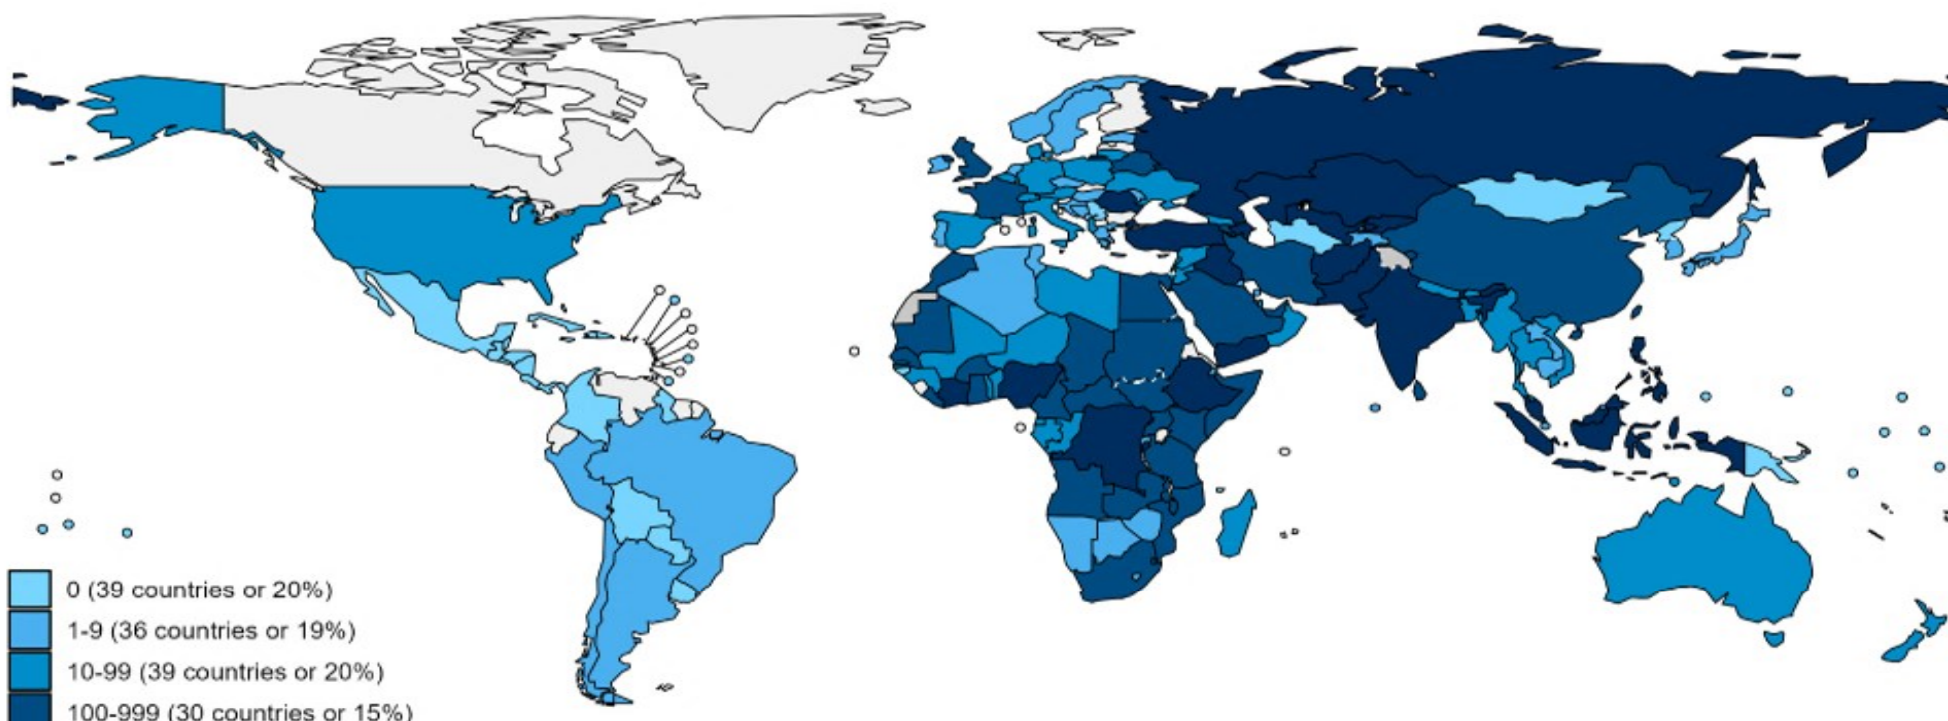 0 (39 countries or 20%)
1-9 (36 countries or 19%)
10-99 (39 countries or 20%)
100-999 (30 countries or 15%)